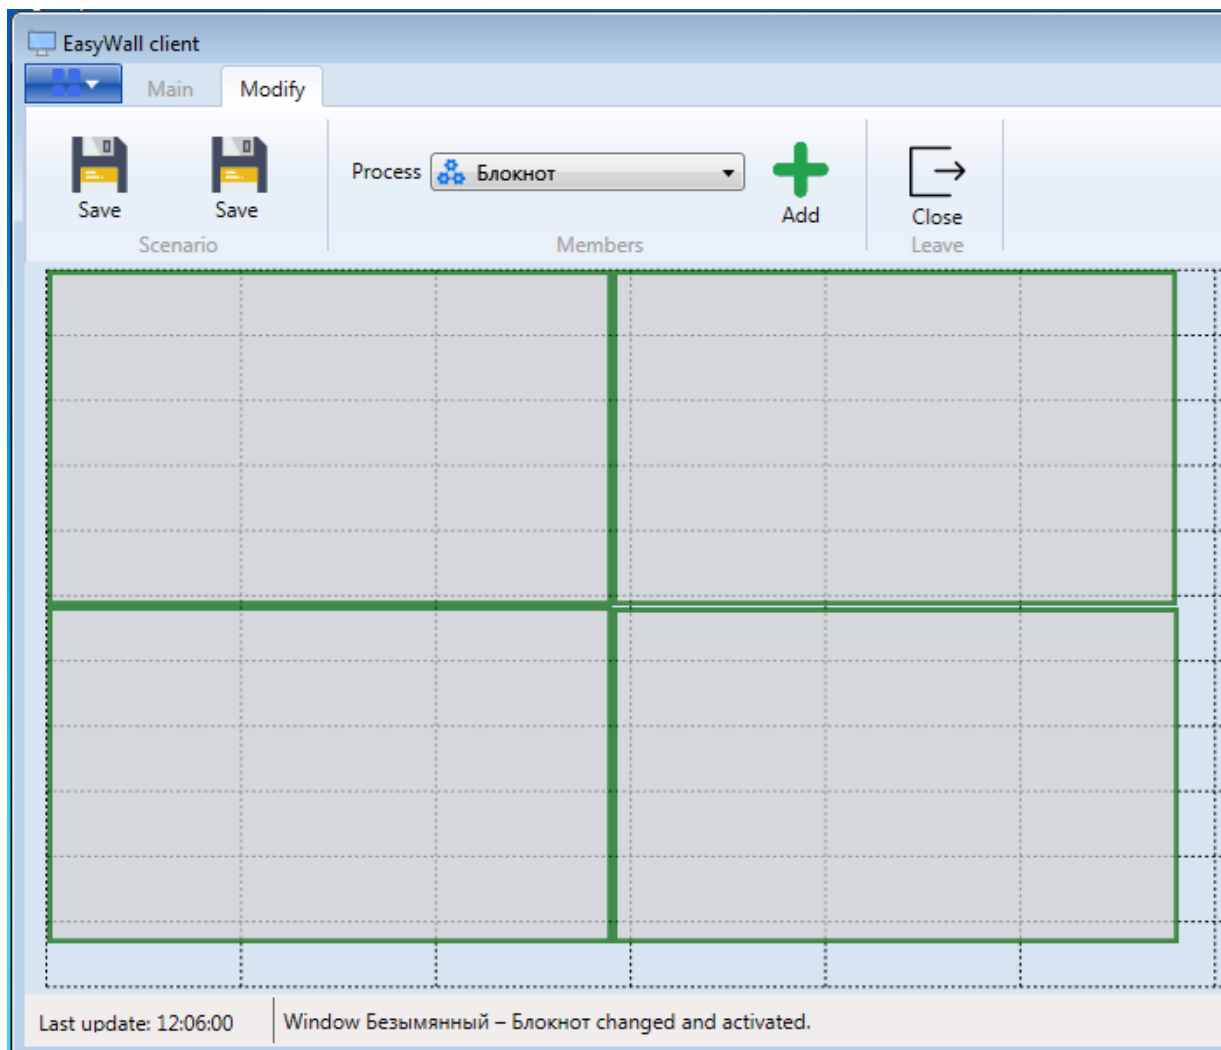 EasyWall client
Main Modify
Process Блокнот
Save Save Add Close
Scenario Members Leave
Last update: 12:06:00 Window Безымянный – Блокнот changed and activated.